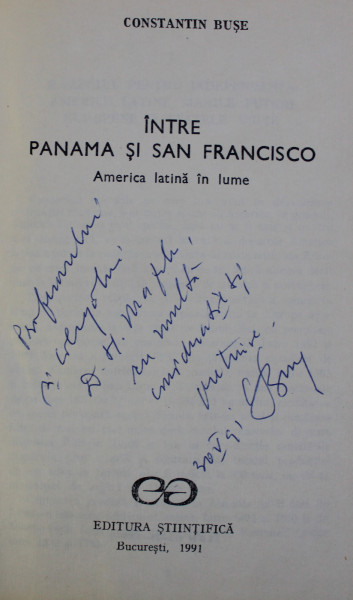 CONSTANTIN BUȘE
ÎNTRE
PANAMA ȘI SAN FRANCISCO
America latină în lume
Profesorului
și colegului
D. H. Mazilu,
cu multă
considerație și
prețuire.
30 V 91
EDITURA ȘTIINȚIFICĂ
București, 1991